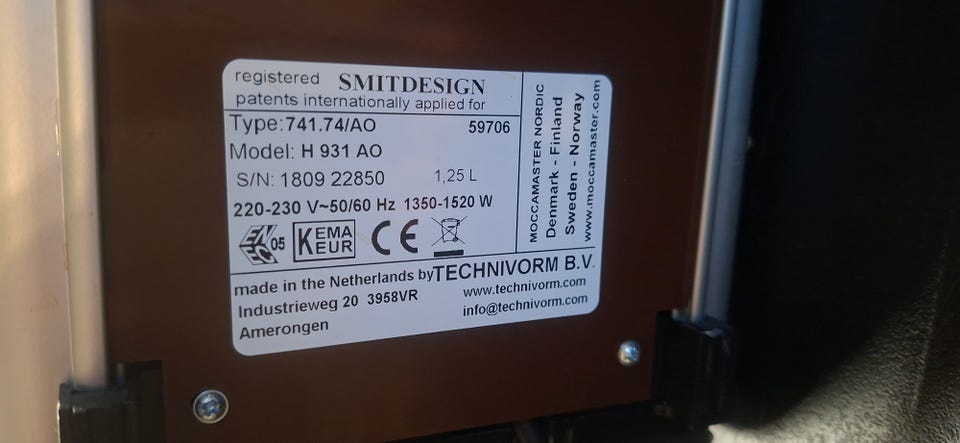 registered SMITDESIGN
patents internationally applied for
Type: 741.74/AO 59706
Model: H 931 AO
S/N: 1809 22850 1,25 L
220-230 V~50/60 Hz 1350-1520 W
05 KEMA
KEUR CE
made in the Netherlands by TECHNIVORM B.V.
Industrieweg 20 3958VR www.technivorm.com
Amerongen info@technivorm.com
MOCCAMASTER NORDIC
Denmark - Finland
Sweden - Norway
www.moccamaster.com